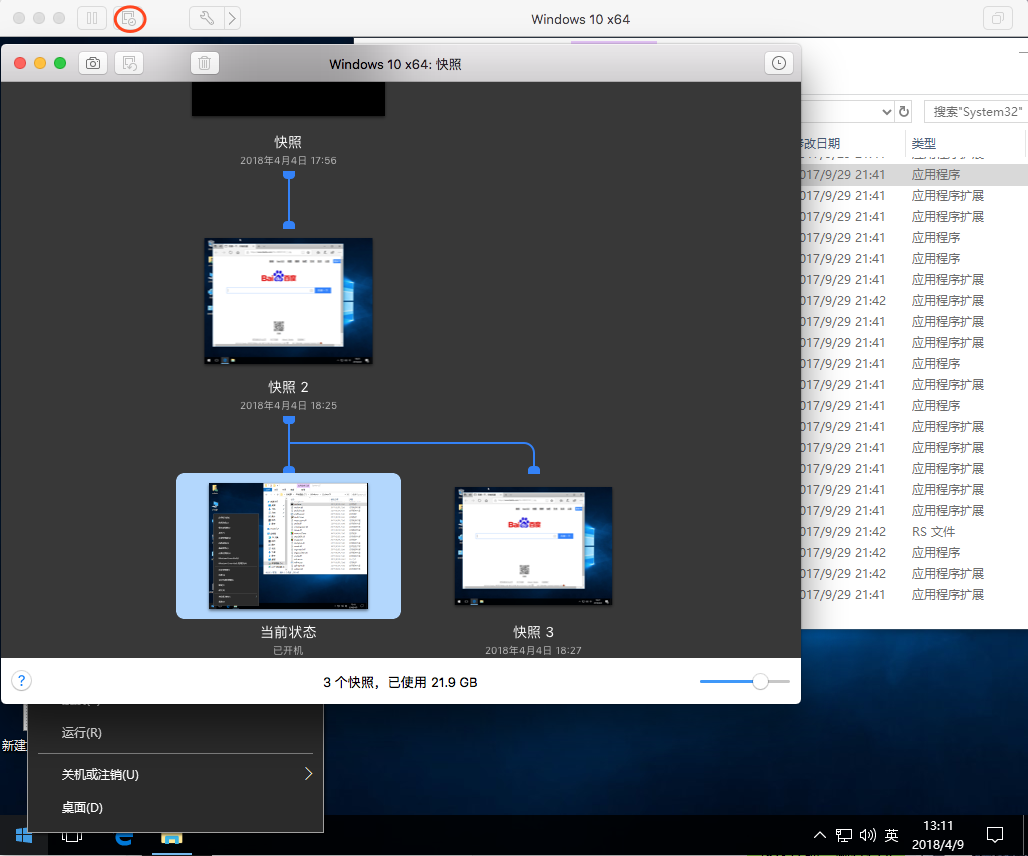 Windows 10 x64
Windows 10 x64: 快照
快照
2018年4月4日 17:56
快照 2
2018年4月4日 18:25
当前状态
已开机
快照 3
2018年4月4日 18:27
?
3 个快照，已使用 21.9 GB
搜索"System32"
修改日期 类型
017/9/29 21:41 应用程序
017/9/29 21:41 应用程序扩展
017/9/29 21:41 应用程序扩展
017/9/29 21:41 应用程序
017/9/29 21:41 应用程序
017/9/29 21:41 应用程序扩展
017/9/29 21:42 应用程序扩展
017/9/29 21:41 应用程序扩展
017/9/29 21:41 应用程序扩展
017/9/29 21:41 应用程序
017/9/29 21:41 应用程序扩展
017/9/29 21:41 应用程序
017/9/29 21:41 应用程序扩展
017/9/29 21:41 应用程序扩展
017/9/29 21:41 应用程序扩展
017/9/29 21:41 应用程序扩展
017/9/29 21:41 应用程序扩展
017/9/29 21:42 RS 文件
017/9/29 21:42 应用程序
017/9/29 21:42 应用程序扩展
017/9/29 21:41 应用程序扩展
Bai百度
Bai百度
新建
运行(R)
关机或注销(U)
桌面(D)
英
13:11
2018/4/9